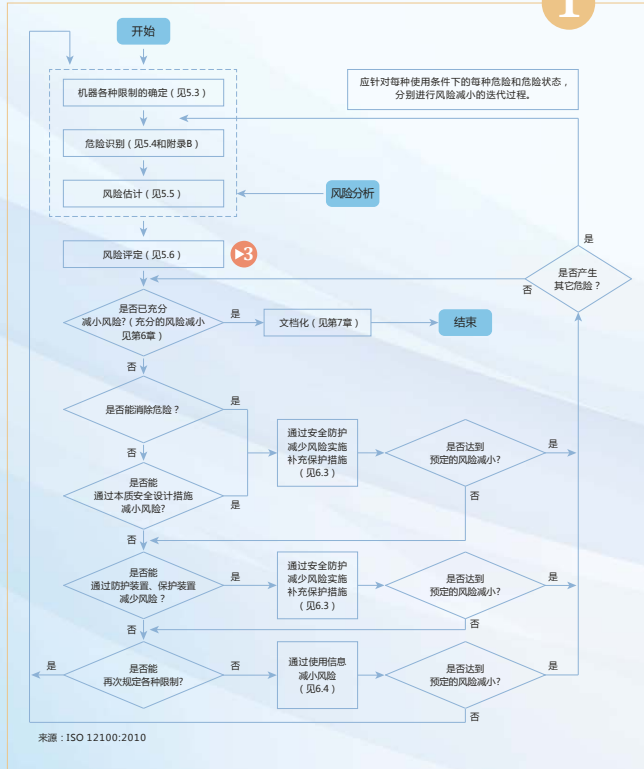 1
开始
机器各种限制的确定（见5.3）
应针对每种使用条件下的每种危险和危险状态，
分别进行风险减小的迭代过程。
危险识别（见5.4和附录B）
风险估计（见5.5）
风险分析
风险评定（见5.6）
3
是
是否产生
其它危险？
否
是否已充分
减小风险?（充分的风险减小
见第6章）
是
文档化（见第7章）
结束
否
是否能消除危险？
是
通过安全防护
减少风险实施
补充保护措施
（见6.3）
是否达到
预定的风险减小?
是
否
是否能
通过本质安全设计措施
减小风险?
是
否
否
是否能
通过防护装置、保护装置
减少风险？
是
通过安全防护
减少风险实施
补充保护措施
（见6.3）
是否达到
预定的风险减小?
是
否
否
是
是否能
再次规定各种限制?
否
通过使用信息
减小风险
（见6.4）
是否达到
预定的风险减小?
是
否
来源：ISO 12100:2010